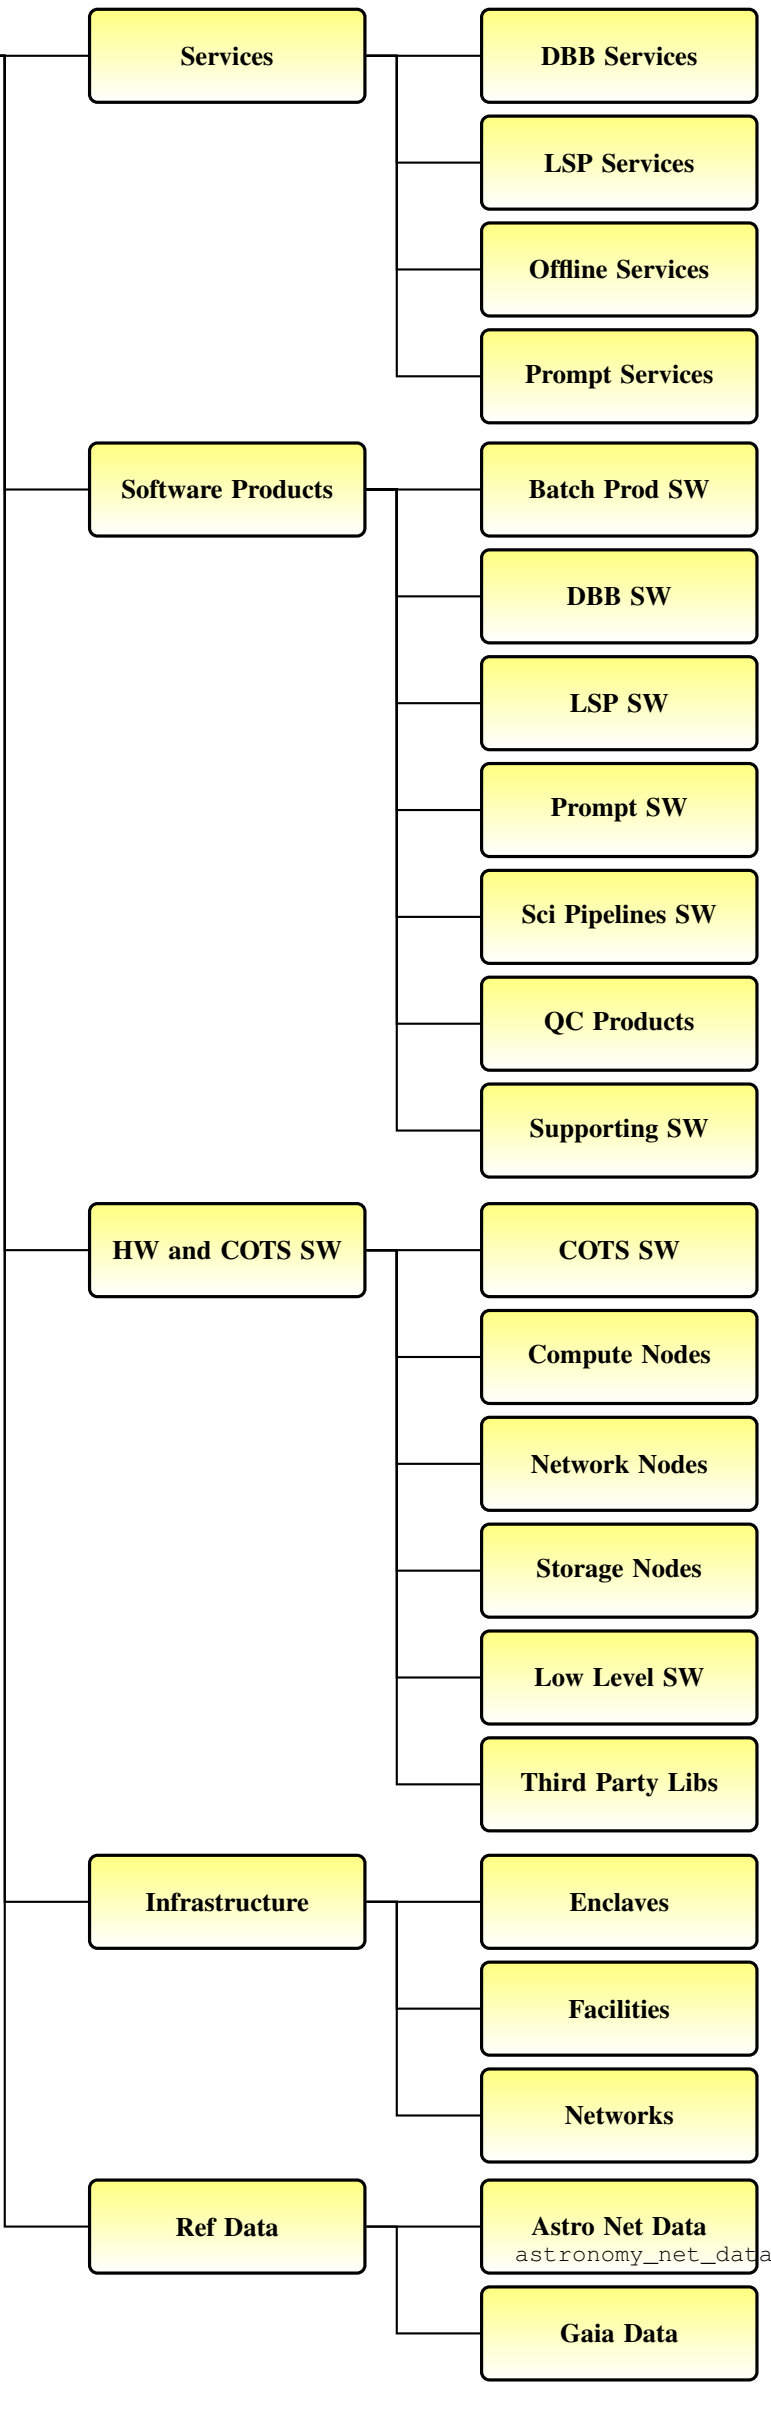 Services
DBB Services
LSP Services
Offline Services
Prompt Services
Software Products
Batch Prod SW
DBB SW
LSP SW
Prompt SW
Sci Pipelines SW
QC Products
Supporting SW
HW and COTS SW
COTS SW
Compute Nodes
Network Nodes
Storage Nodes
Low Level SW
Third Party Libs
Infrastructure
Enclaves
Facilities
Networks
Ref Data
Astro Net Data
astronomy_net_data
Gaia Data